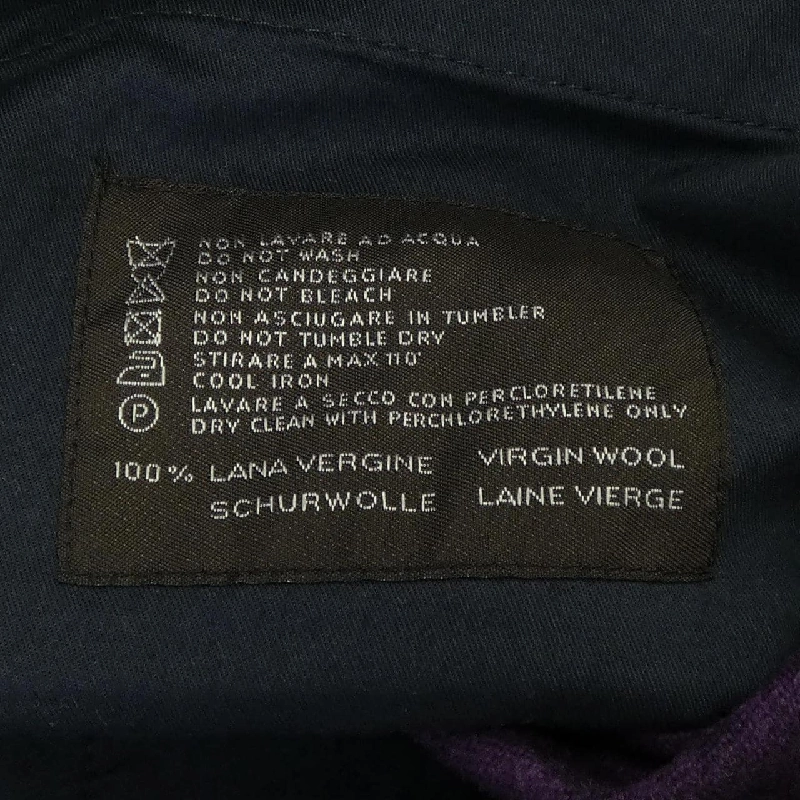 NON LAVARE AD ACQUA
DO NOT WASH
NON CANDEGGIARE
DO NOT BLEACH
NON ASCIUGARE IN TUMBLER
DO NOT TUMBLE DRY
STIRARE A MAX 110°
COOL IRON
LAVARE A SECCO CON PERCLORETILENE
P DRY CLEAN WITH PERCHLORETHYLENE ONLY
100% LANA VERGINE VIRGIN WOOL
SCHURWOLLE LAINE VIERGE